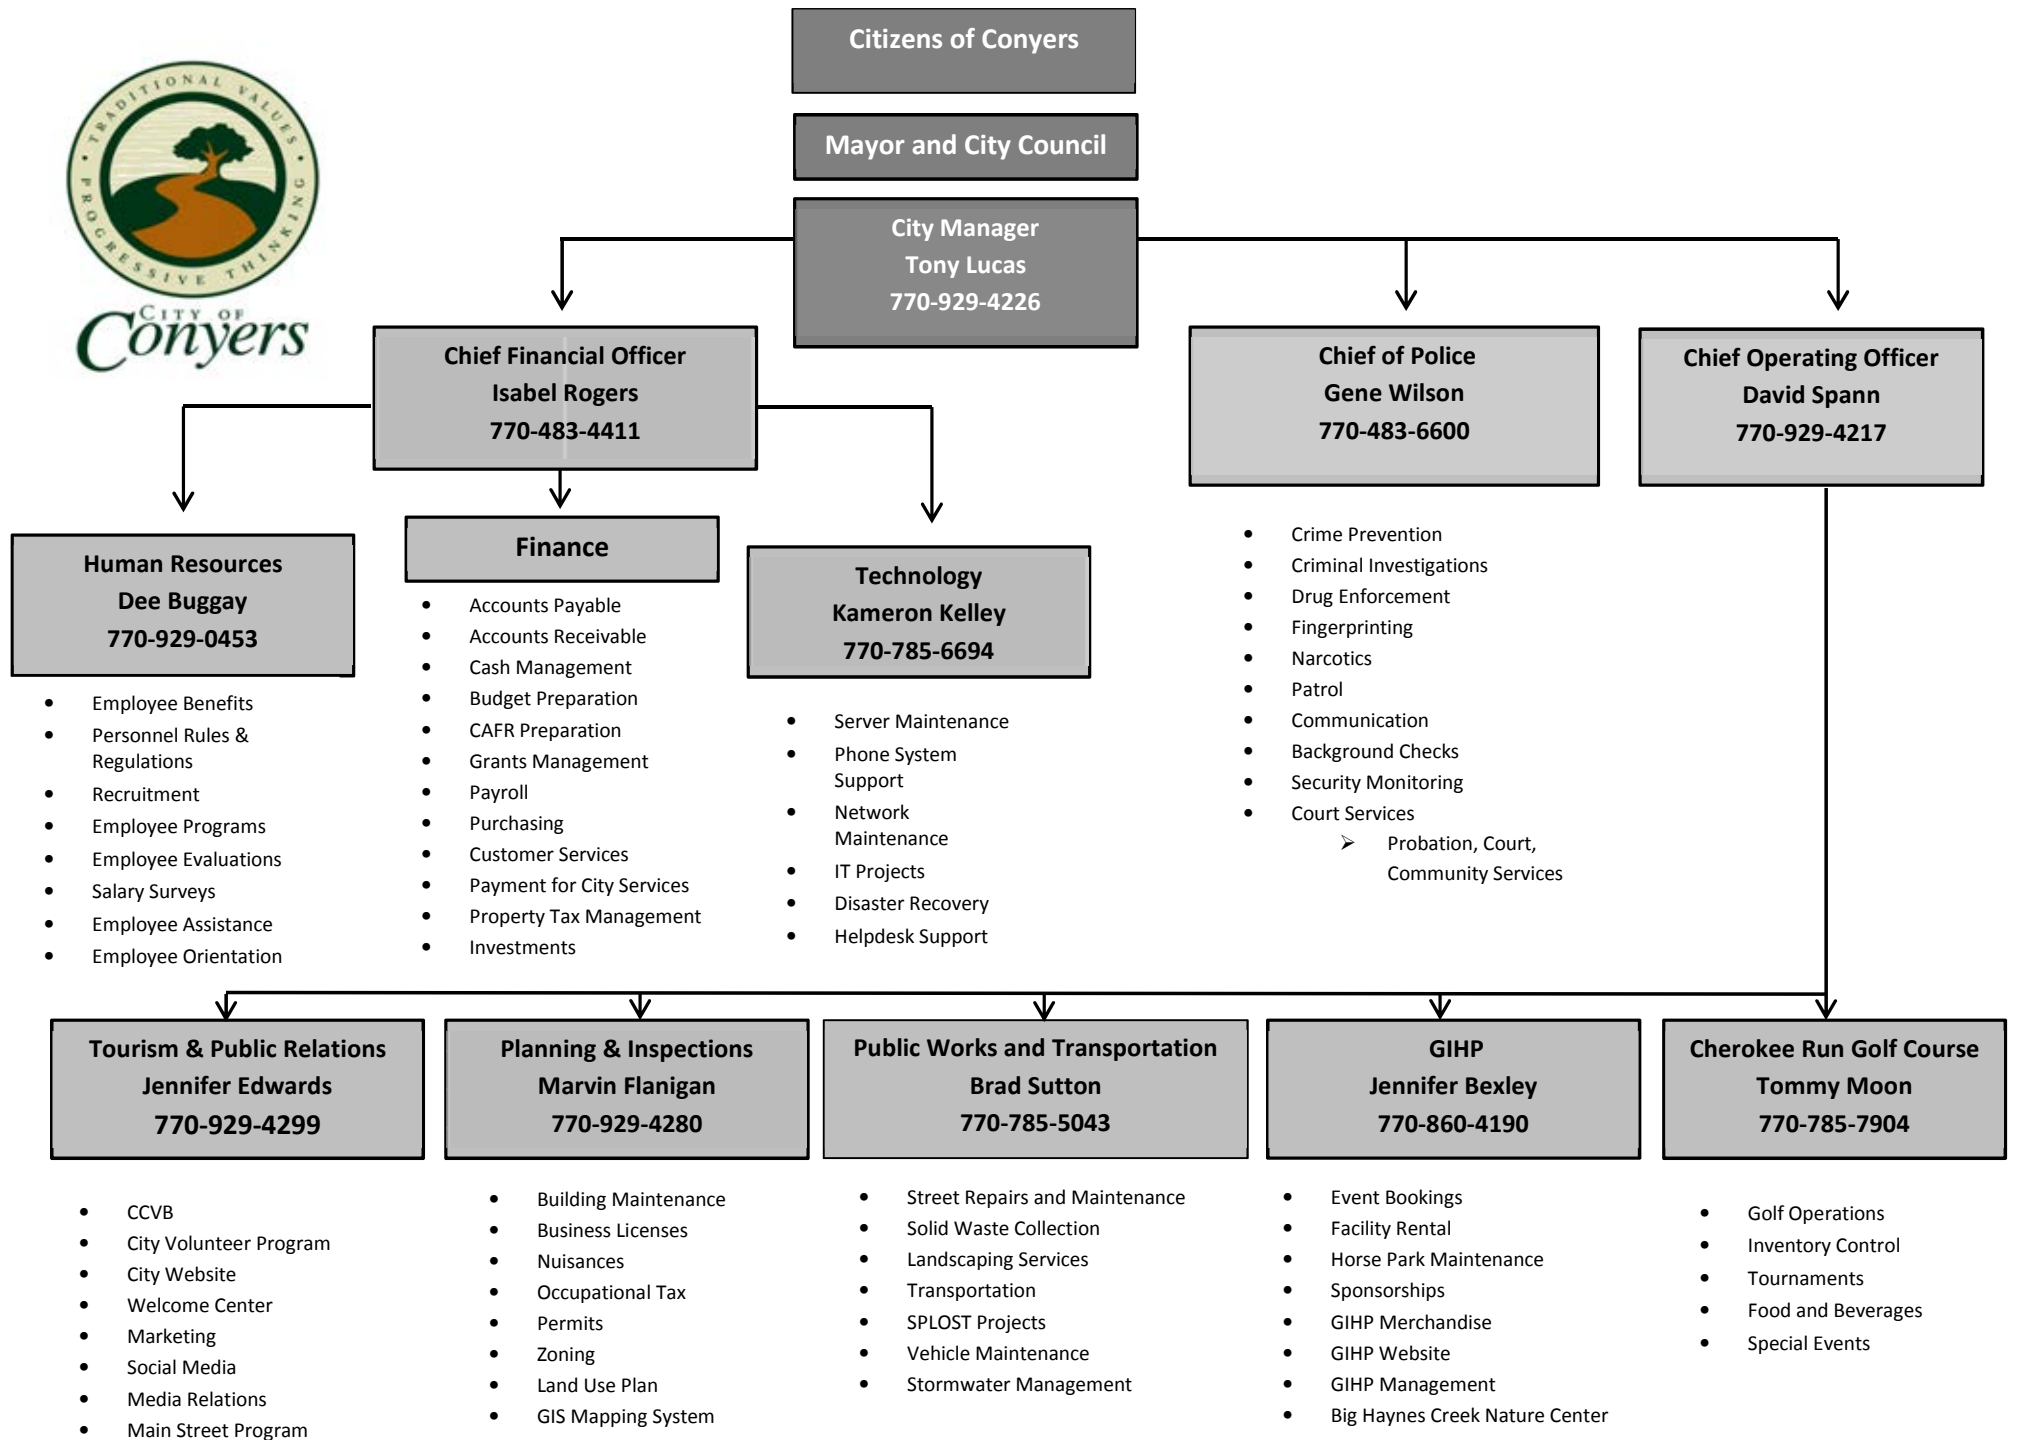 TRADITIONAL VALUES • PROGRESSIVE THINKING •
CITY OF
Conyers
Citizens of Conyers
Mayor and City Council
City Manager
Tony Lucas
770-929-4226
Chief Financial Officer
Isabel Rogers
770-483-4411
Chief of Police
Gene Wilson
770-483-6600
Chief Operating Officer
David Spann
770-929-4217
Human Resources
Dee Buggay
770-929-0453
• Employee Benefits
• Personnel Rules &
Regulations
• Recruitment
• Employee Programs
• Employee Evaluations
• Salary Surveys
• Employee Assistance
• Employee Orientation
Finance
• Accounts Payable
• Accounts Receivable
• Cash Management
• Budget Preparation
• CAFR Preparation
• Grants Management
• Payroll
• Purchasing
• Customer Services
• Payment for City Services
• Property Tax Management
• Investments
Technology
Kameron Kelley
770-785-6694
• Server Maintenance
• Phone System
Support
• Network
Maintenance
• IT Projects
• Disaster Recovery
• Helpdesk Support
• Crime Prevention
• Criminal Investigations
• Drug Enforcement
• Fingerprinting
• Narcotics
• Patrol
• Communication
• Background Checks
• Security Monitoring
• Court Services
➢ Probation, Court,
Community Services
Tourism & Public Relations
Jennifer Edwards
770-929-4299
• CCVB
• City Volunteer Program
• City Website
• Welcome Center
• Marketing
• Social Media
• Media Relations
• Main Street Program
Planning & Inspections
Marvin Flanigan
770-929-4280
• Building Maintenance
• Business Licenses
• Nuisances
• Occupational Tax
• Permits
• Zoning
• Land Use Plan
• GIS Mapping System
Public Works and Transportation
Brad Sutton
770-785-5043
• Street Repairs and Maintenance
• Solid Waste Collection
• Landscaping Services
• Transportation
• SPLOST Projects
• Vehicle Maintenance
• Stormwater Management
GIHP
Jennifer Bexley
770-860-4190
• Event Bookings
• Facility Rental
• Horse Park Maintenance
• Sponsorships
• GIHP Merchandise
• GIHP Website
• GIHP Management
• Big Haynes Creek Nature Center
Cherokee Run Golf Course
Tommy Moon
770-785-7904
• Golf Operations
• Inventory Control
• Tournaments
• Food and Beverages
• Special Events